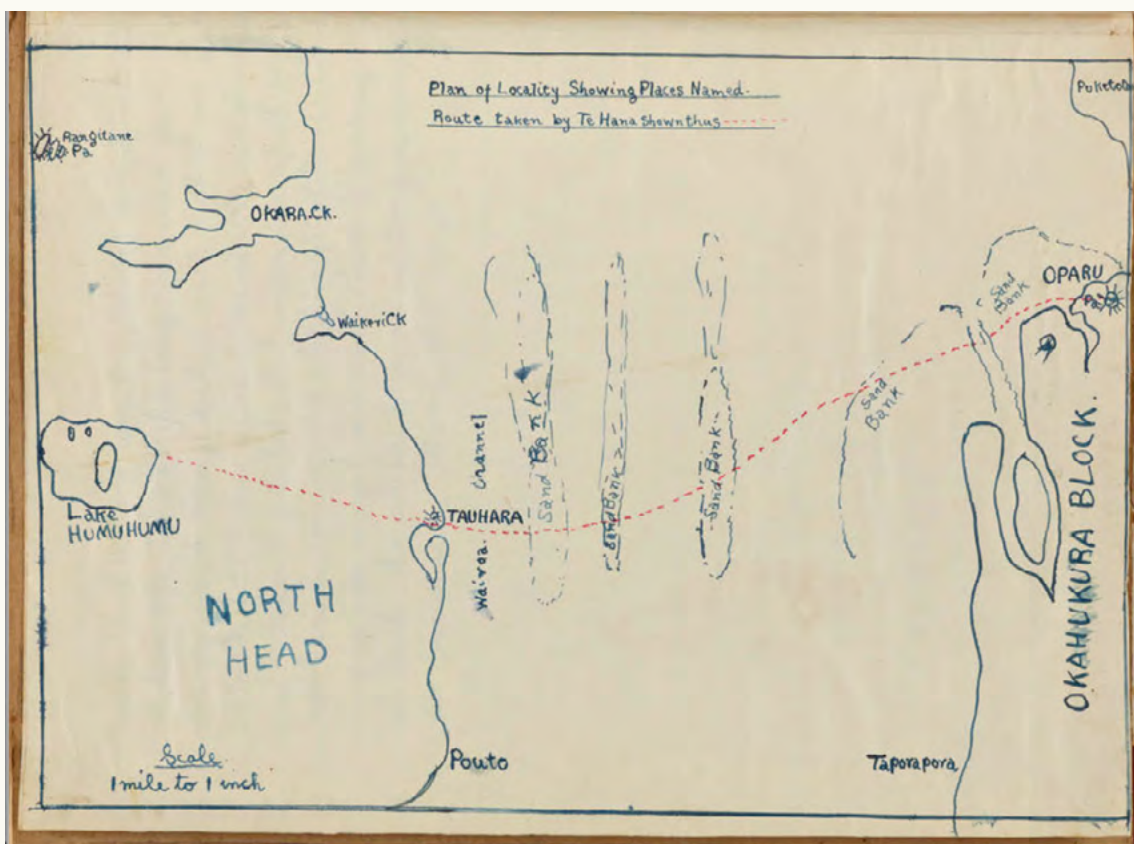 Plan of Locality Showing Places Named.
Route taken by Te Hana Shown thus
Rangitane
Pa
OKARA.CK.
Waikeri CK
Lake
HUMUHUMU
TAUHARA
Wairoa Channel
Sand Bank
Sand Bank
Sand Bank
Sand
Bank
Sand
Bank
OPARU
Pa
OKAHUKURA BLOCK.
NORTH
HEAD
Pouto
Taporapora
Scale
1 mile to 1 inch